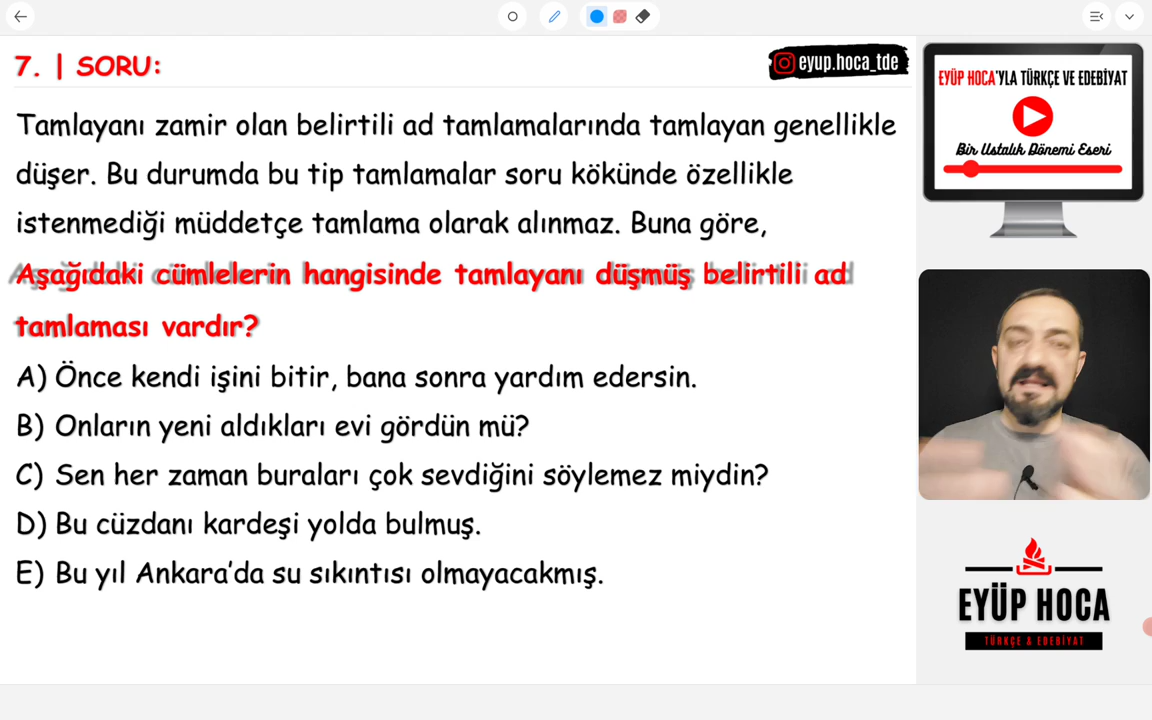 7. | SORU:
eyup.hoca_tde
Tamlayanı zamir olan belirtili ad tamlamalarında tamlayan genellikle
düşer. Bu durumda bu tip tamlamalar soru kökünde özellikle
istenmediği müddetçe tamlama olarak alınmaz. Buna göre,
Aşağıdaki cümlelerin hangisinde tamlayanı düşmüş belirtili ad
tamlaması vardır?
A) Önce kendi işini bitir, bana sonra yardım edersin.
B) Onların yeni aldıkları evi gördün mü?
C) Sen her zaman buraları çok sevdiğini söylemez miydin?
D) Bu cüzdanı kardeşi yolda bulmuş.
E) Bu yıl Ankara’da su sıkıntısı olmayacakmış.
EYÜP HOCA'YLA TÜRKÇE VE EDEBİYAT
Bir Ustalık Dönemi Eseri
EYÜP HOCA
TÜRKÇE & EDEBİYAT